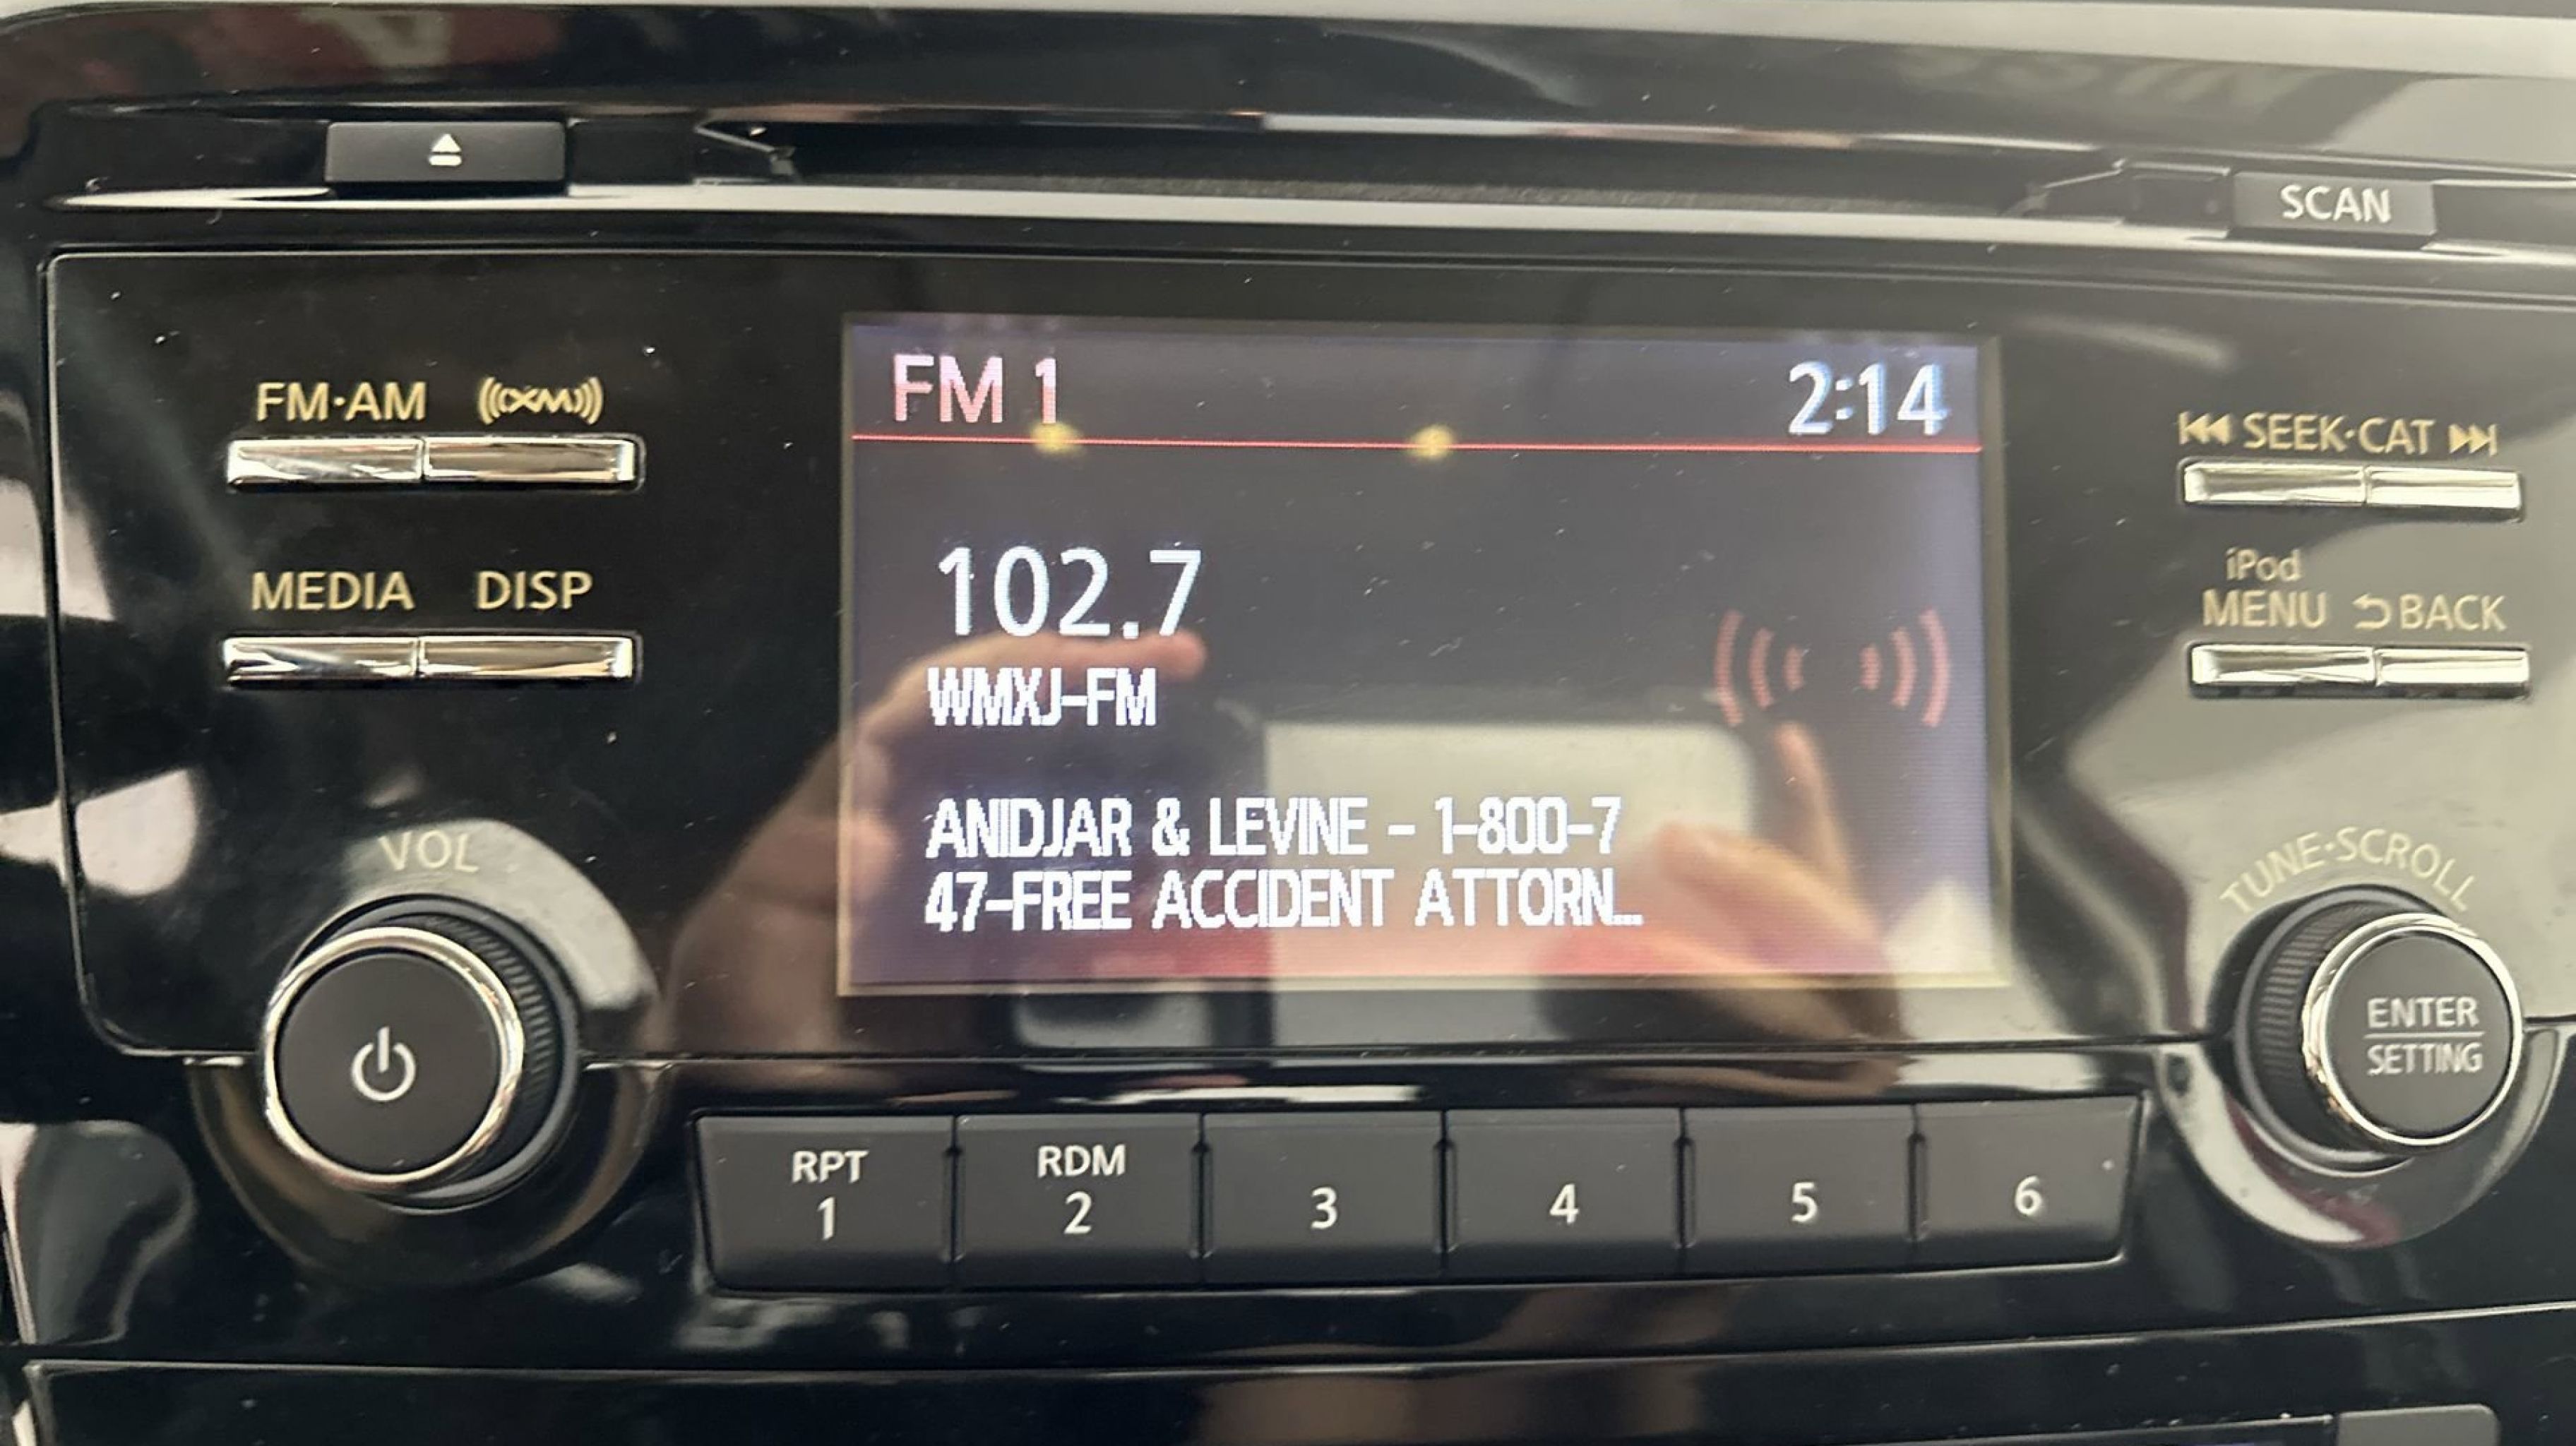 SCAN
FM·AM (((XM)))
MEDIA DISP
VOL
FM 1 2:14
102.7
WMXJ-FM
ANIDJAR & LEVINE - 1-800-7
47-FREE ACCIDENT ATTORN...
SEEK·CAT
iPod
MENU BACK
TUNE·SCROLL
ENTER
SETTING
RPT RDM
1 2 3 4 5 6